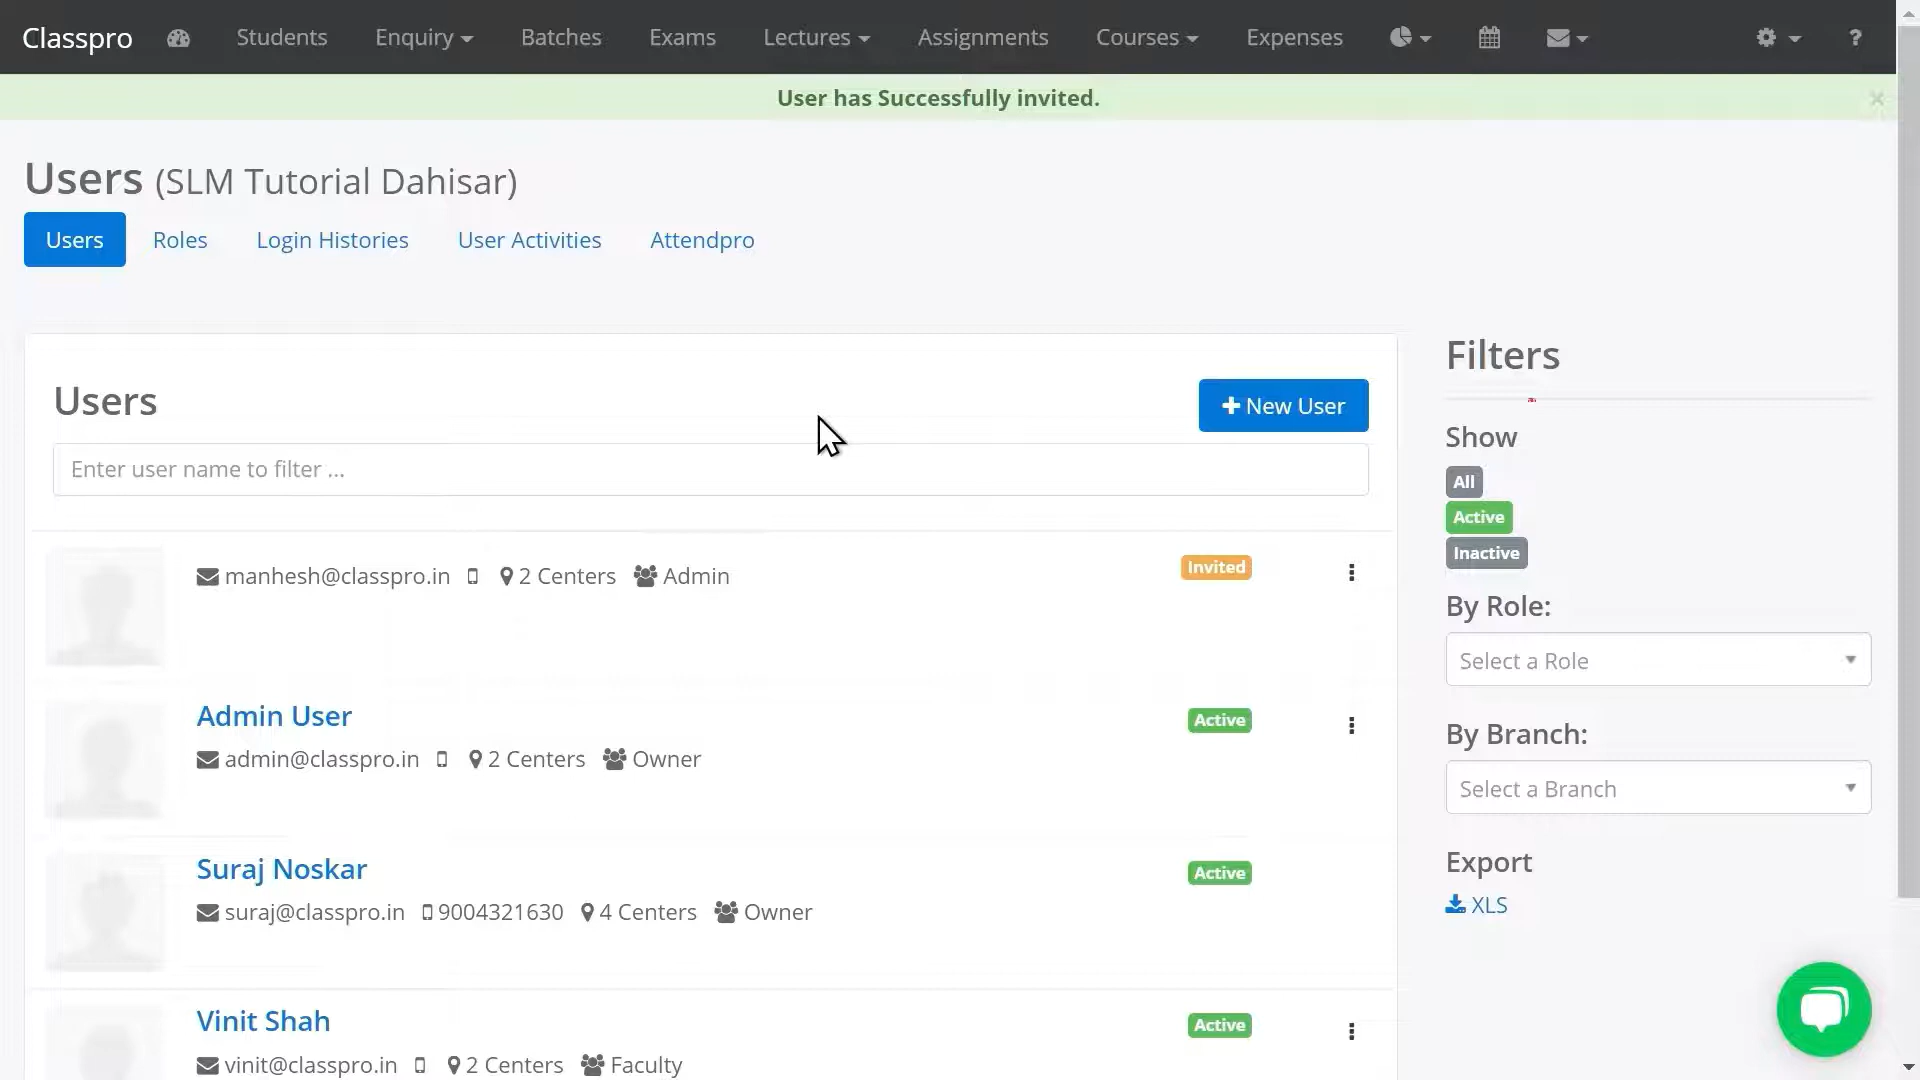 Classpro Students Enquiry Batches Exams Lectures Assignments Courses Expenses ?
User has Successfully invited. ×
Users (SLM Tutorial Dahisar)
Users Roles Login Histories User Activities Attendpro
Users
New User
Enter user name to filter ...
manhesh@classpro.in 2 Centers Admin
Invited
Admin User
Active
admin@classpro.in 2 Centers Owner
Suraj Noskar
Active
suraj@classpro.in 9004321630 4 Centers Owner
Vinit Shah
Active
vinit@classpro.in 2 Centers Faculty
Filters
Show
All
Active
Inactive
By Role:
Select a Role
By Branch:
Select a Branch
Export
XLS